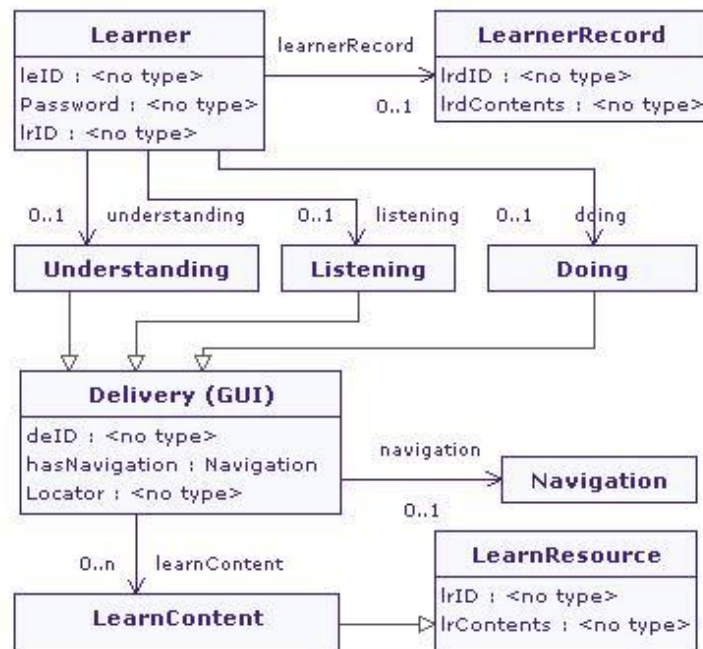 Learner
leID : <no type>
Password : <no type>
lrID : <no type>
learnerRecord
0..1
LearnerRecord
lrdID : <no type>
lrdContents : <no type>
0..1
understanding
0..1
listening
0..1
doing
Understanding
Listening
Doing
Delivery (GUI)
deID : <no type>
hasNavigation : Navigation
Locator : <no type>
navigation
0..1
Navigation
0..n
learnContent
LearnContent
LearnResource
lrID : <no type>
lrContents : <no type>